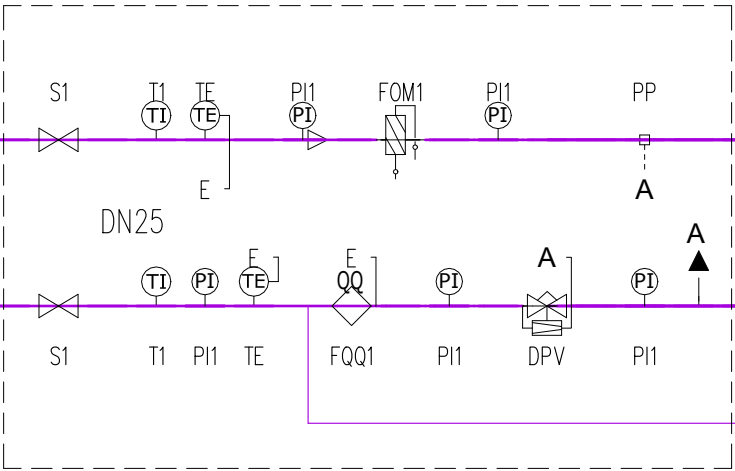 S1 T1 TE PI1 FOM1 PI1 PP
TI TE PI PI
E A
DN25
A
E E A
TI PI TE QQ PI PI
S1 T1 PI1 TE FQQ1 PI1 DPV PI1